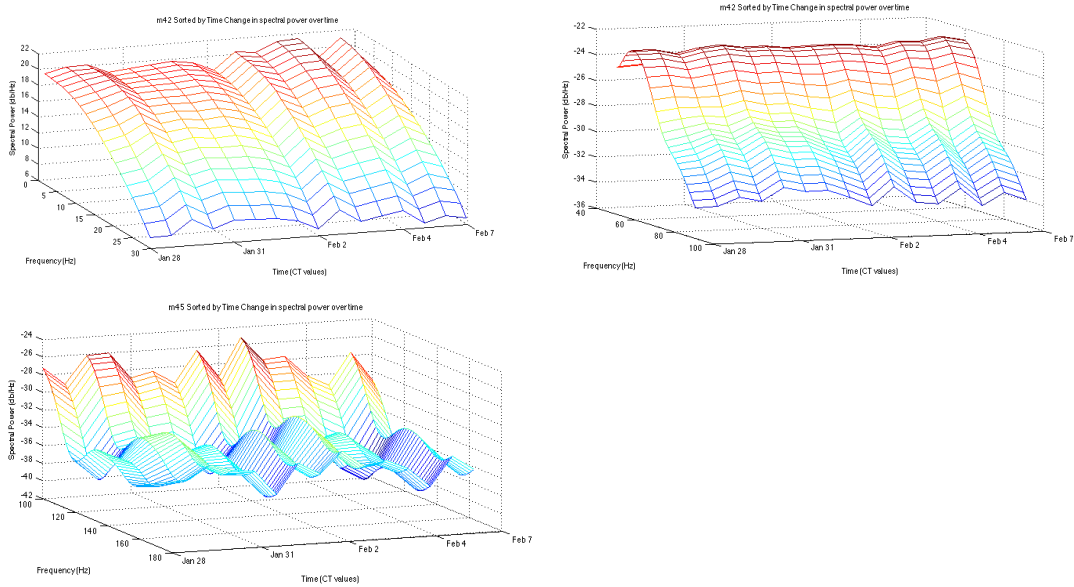 m42 Sorted by Time Change in spectral power overtime
22
20
18
16
14
12
10
8
6
Spectral Power (db/Hz)
0
5
10
15
20
25
30
Frequency (Hz)
Jan 28
Jan 31
Feb 2
Feb 4
Feb 7
Time (CT values)
m42 Sorted by Time Change in spectral power overtime
-22
-24
-26
-28
-30
-32
-34
-36
Spectral Power (db/Hz)
40
60
80
100
Frequency (Hz)
Jan 28
Jan 31
Feb 2
Feb 4
Feb 7
Time (CT values)
m45 Sorted by Time Change in spectral power overtime
-24
-26
-28
-30
-32
-34
-36
-38
-40
-42
Spectral Power (db/Hz)
100
120
140
160
180
Frequency (Hz)
Jan 28
Jan 31
Feb 2
Feb 4
Feb 7
Time (CT values)